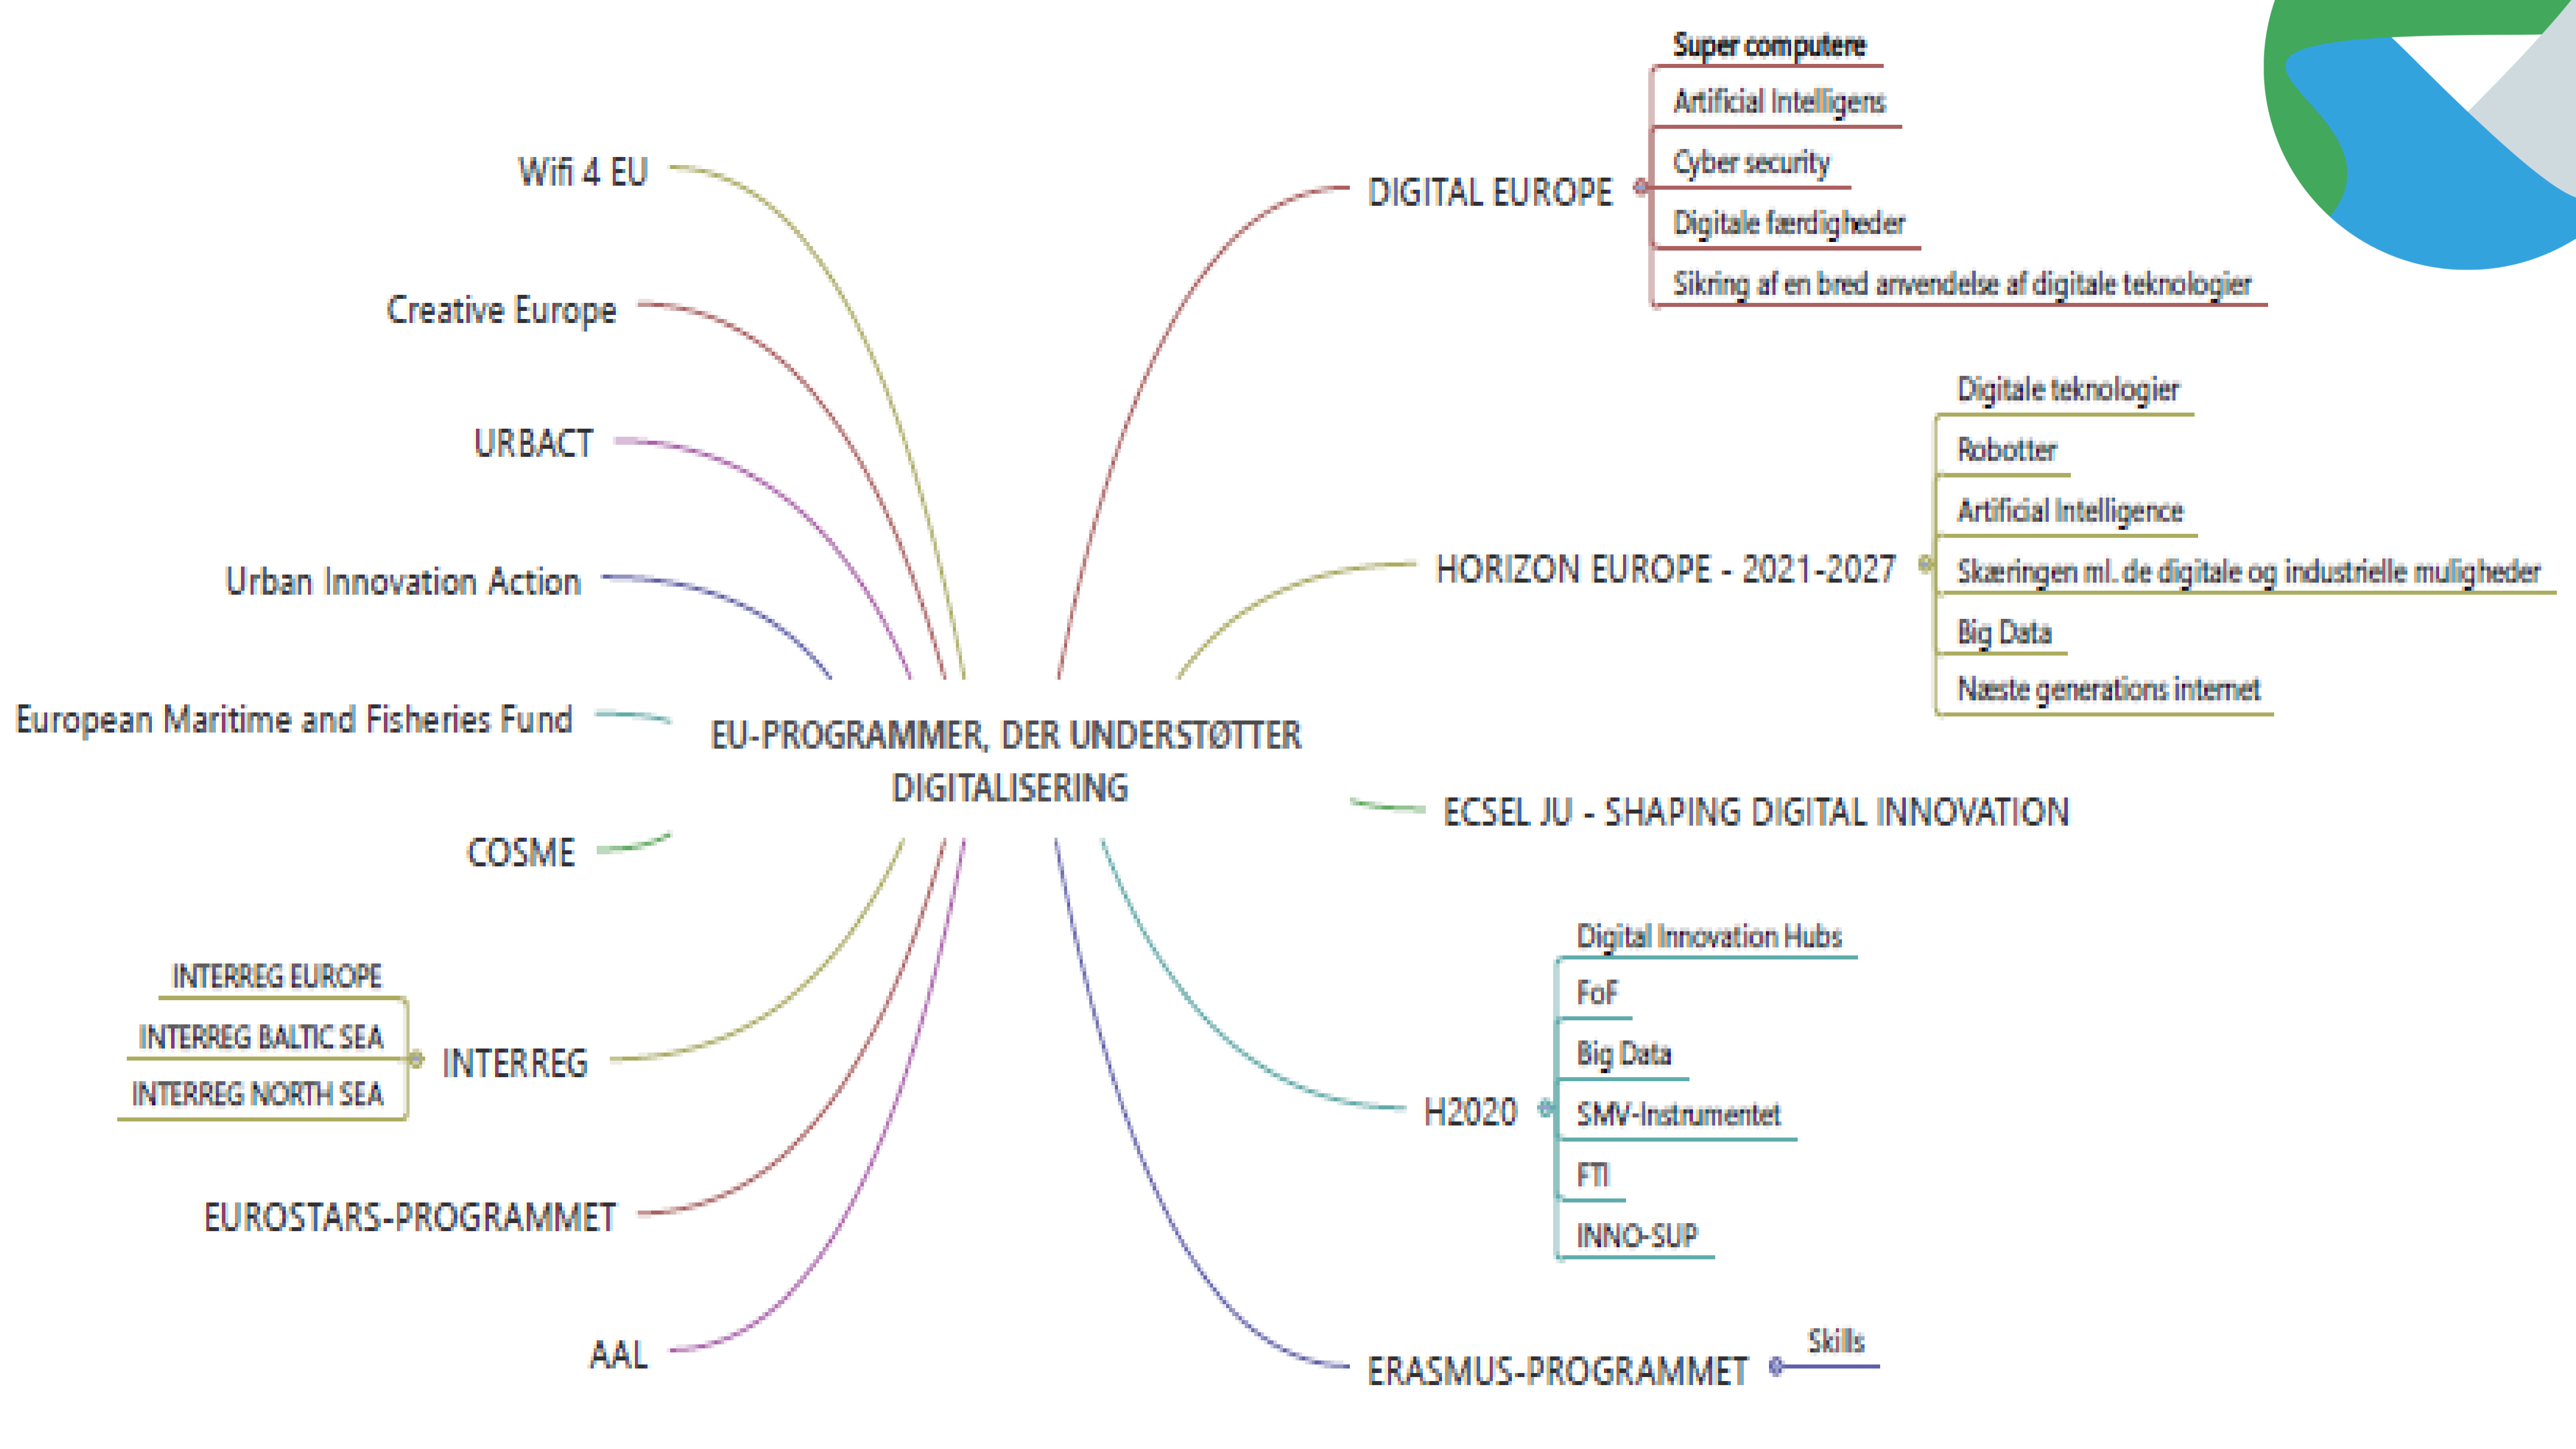 EU-PROGRAMMER, DER UNDERSTØTTER
DIGITALISERING
DIGITAL EUROPE
Super computere
Artificial Intelligens
Cyber security
Digitale færdigheder
Sikring af en bred anvendelse af digitale teknologier
HORIZON EUROPE - 2021-2027
Digitale teknologier
Robotter
Artificial Intelligence
Skæringen ml. de digitale og industrielle muligheder
Big Data
Næste generations internet
ECSEL JU - SHAPING DIGITAL INNOVATION
H2020
Digital Innovation Hubs
FoF
Big Data
SMV-Instrumentet
FTI
INNO-SUP
ERASMUS-PROGRAMMET
Skills
Wifi 4 EU
Creative Europe
URBACT
Urban Innovation Action
European Maritime and Fisheries Fund
COSME
INTERREG
INTERREG EUROPE
INTERREG BALTIC SEA
INTERREG NORTH SEA
EUROSTARS-PROGRAMMET
AAL